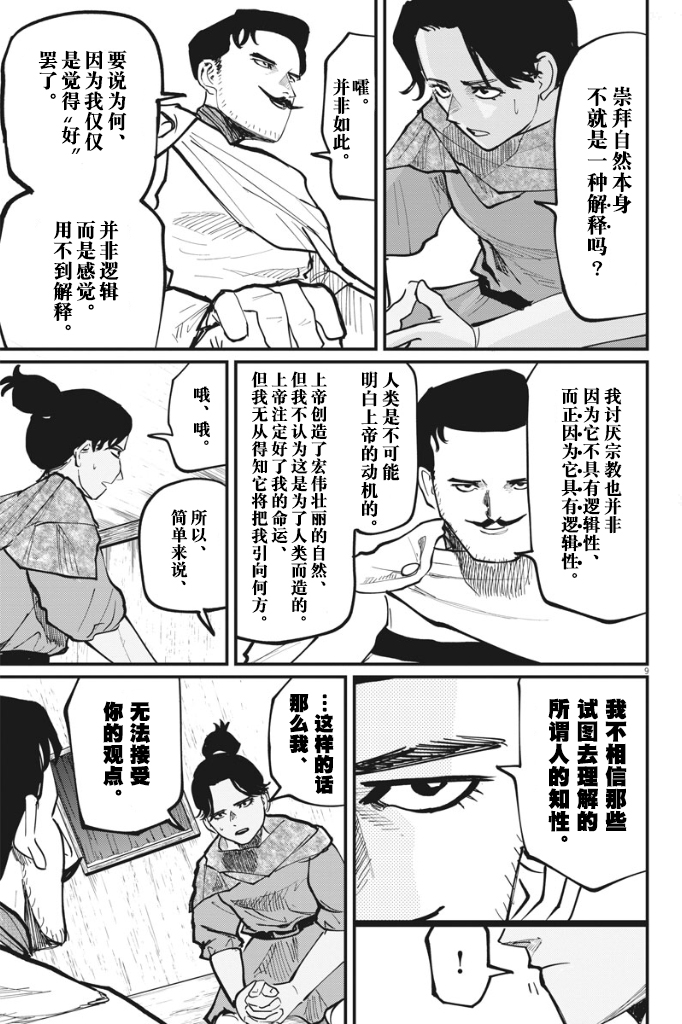 崇拜自然本身
不就是一种解释吗？
嚯。
并非如此。
要说为何、
因为我仅仅
是觉得“好”
罢了。
并非逻辑
而是感觉。
用不到解释。
我讨厌宗教也并非
因为它不具有逻辑性、
而正因为它具有逻辑性。
人类是不可能
明白上帝的动机的。
上帝创造了宏伟壮丽的自然、
但我不认为这是为了人类而造的。
上帝注定好了我的命运、
但我无从得知它将把我引向何方。
哦、哦。
所以、
简单来说、
9
我不相信那些
试图去理解的
所谓人的知性。
！
…这样的话
那么我、
无法接受
你的观点。